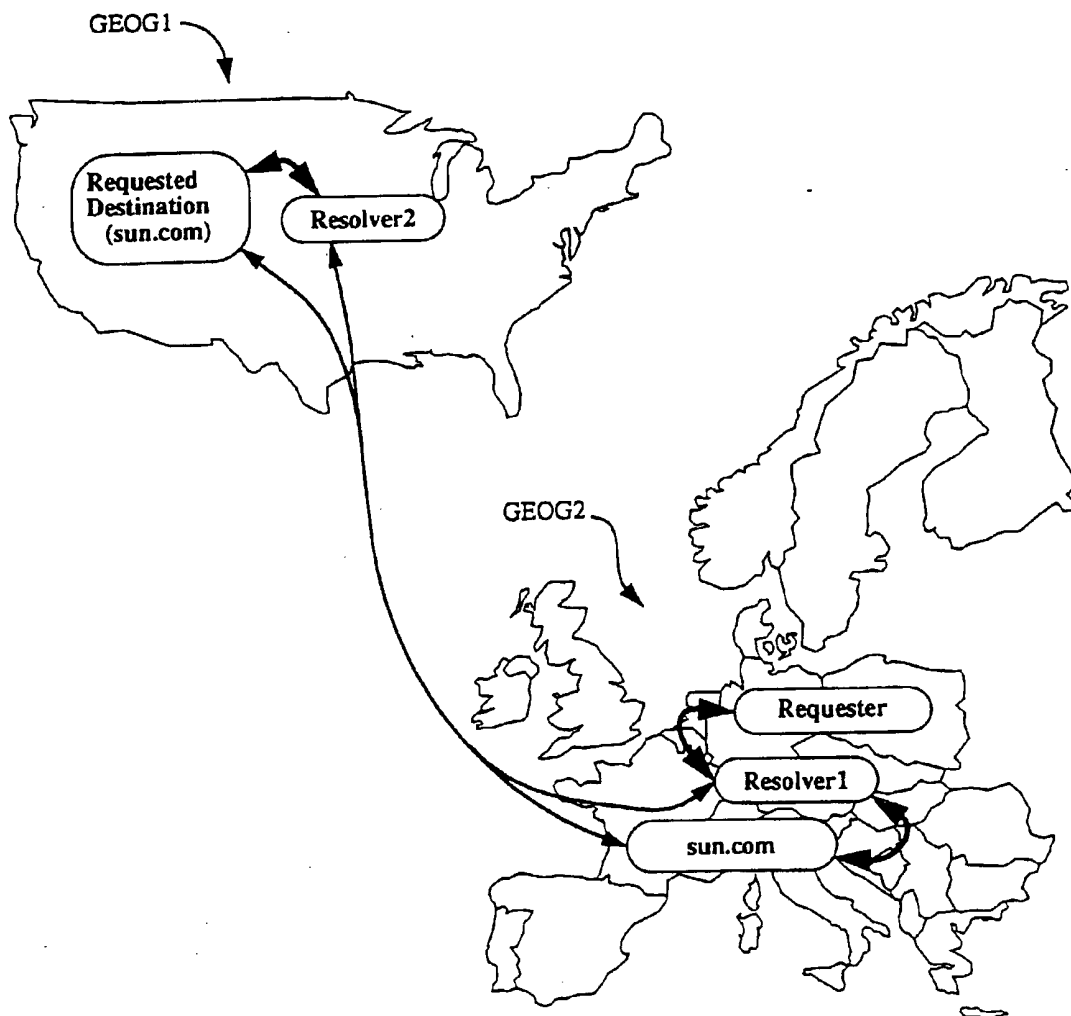 GEOG1
Requested
Destination
(sun.com)
Resolver2
GEOG2
Requester
Resolver1
sun.com